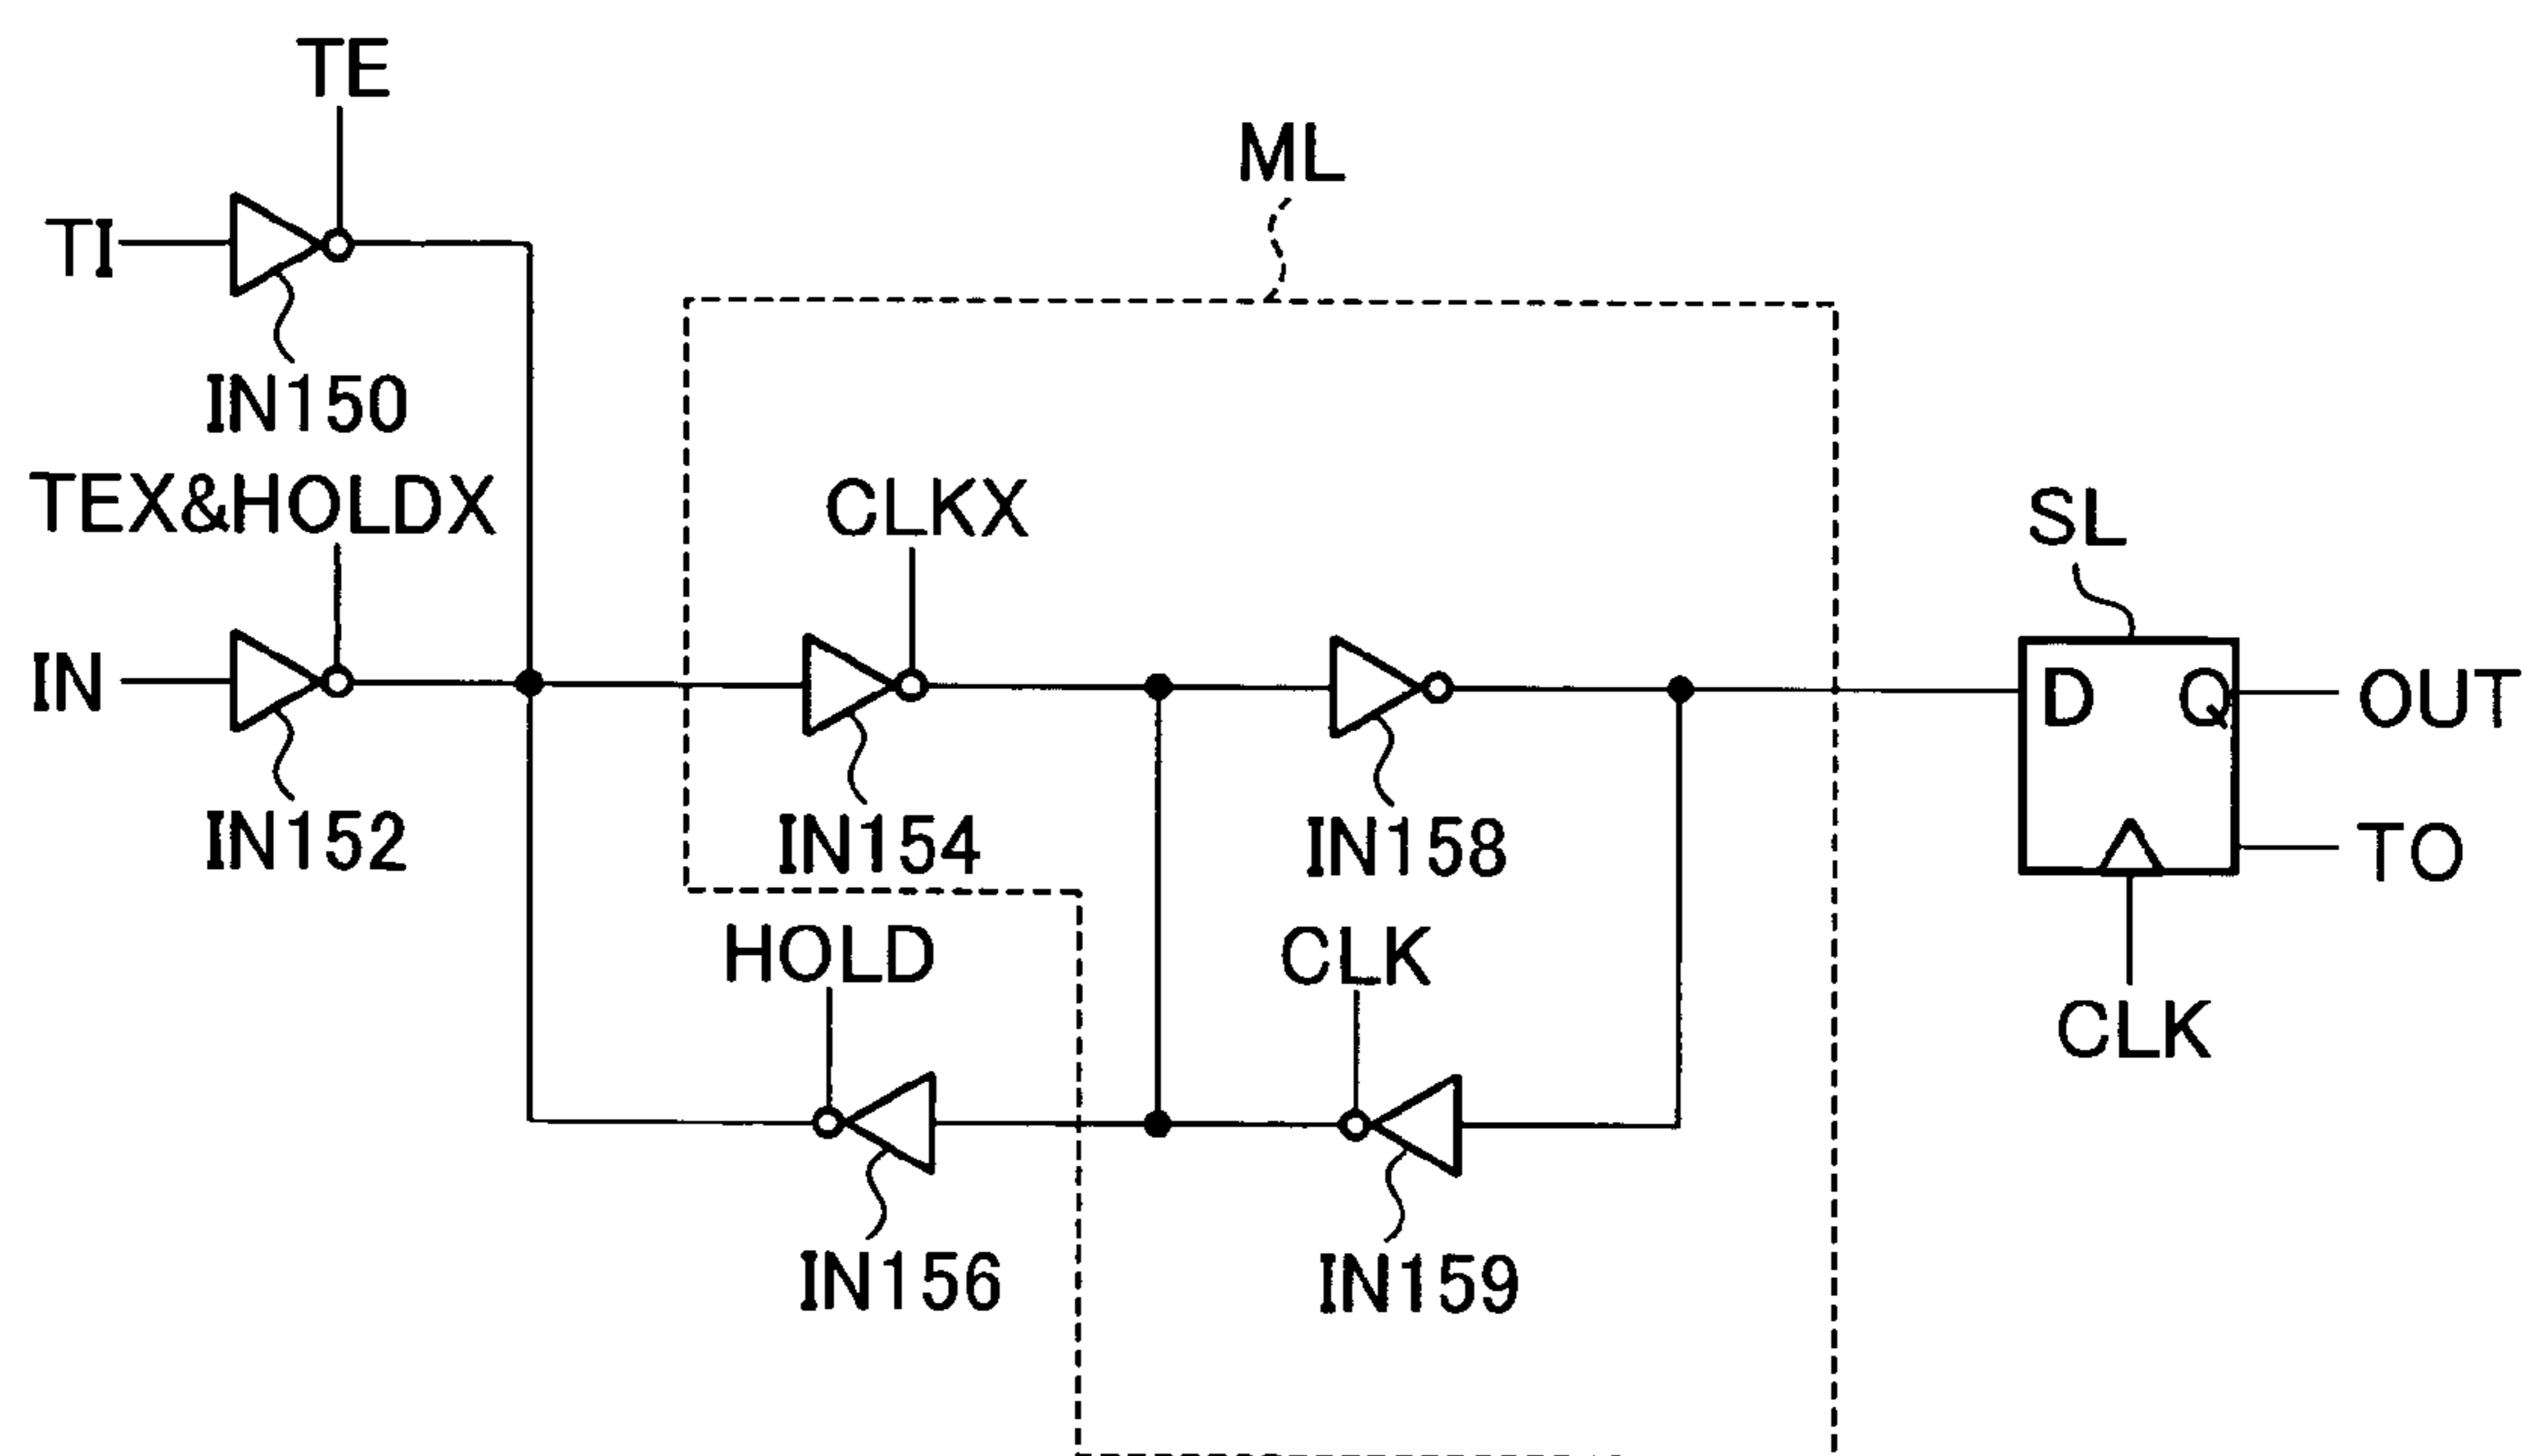 TE
ML
TI
IN150
TEX&HOLDX
CLKX
SL
IN
D Q
OUT
IN152
IN154
IN158
TO
HOLD
CLK
CLK
IN156
IN159